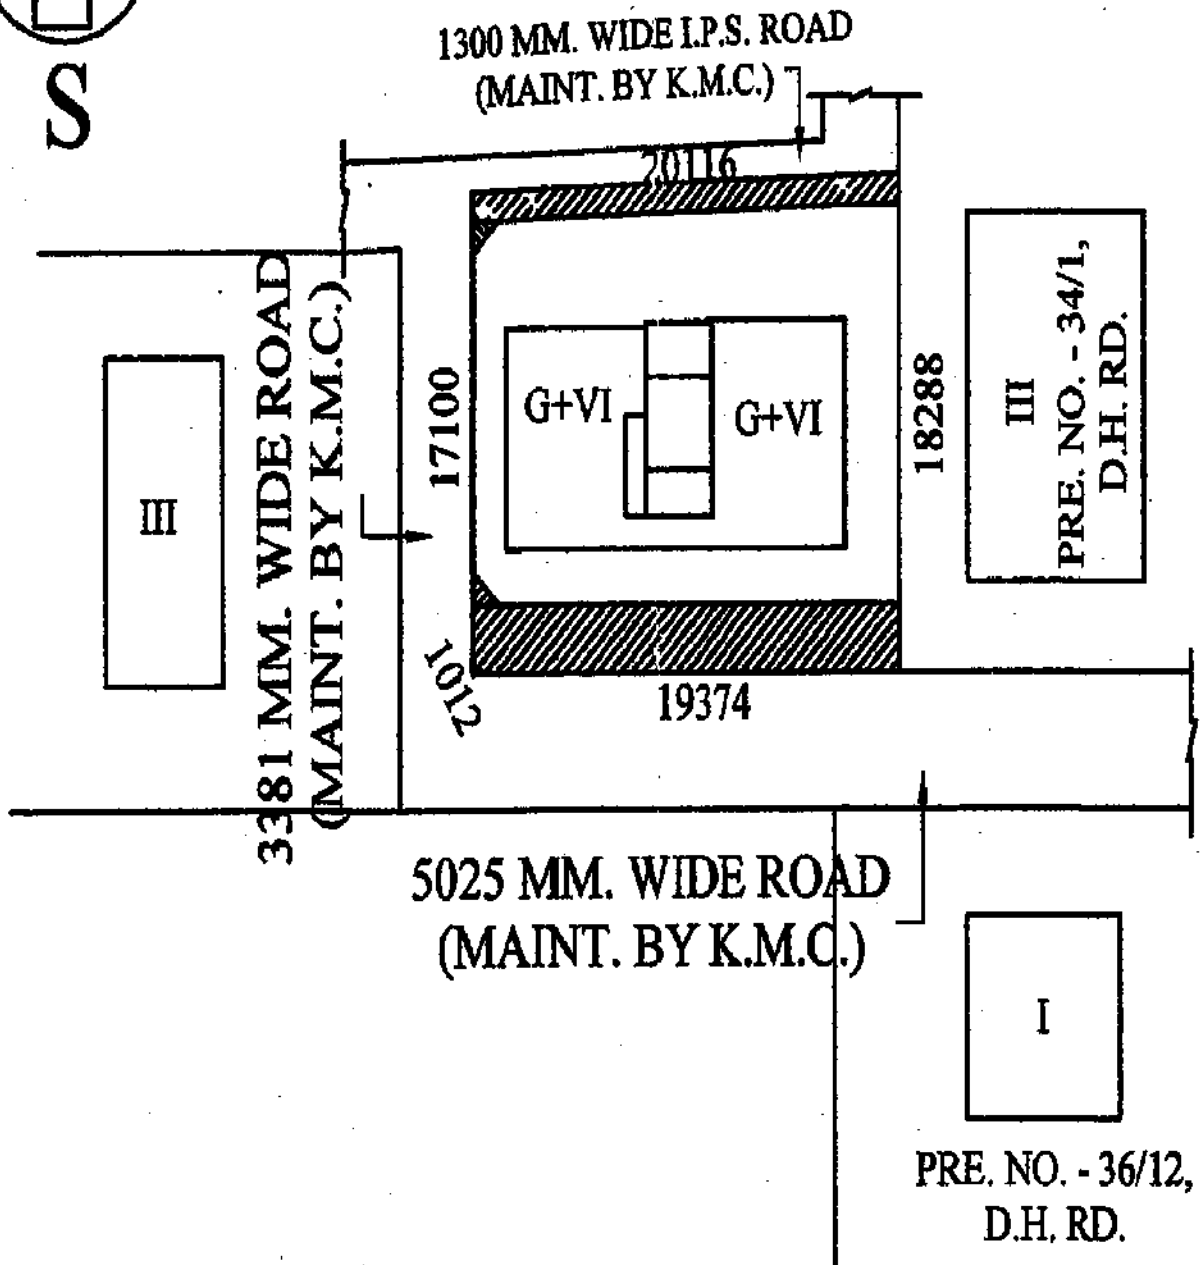 S
1300 MM. WIDE I.P.S. ROAD
(MAINT. BY K.M.C.)
20116
3381 MM. WIDE ROAD
(MAINT. BY K.M.C.)
III
17100
G+VI
G+VI
18288
III
PRE. NO. - 34/1,
D.H. RD.
1012
19374
5025 MM. WIDE ROAD
(MAINT. BY K.M.C.)
I
PRE. NO. - 36/12,
D.H. RD.